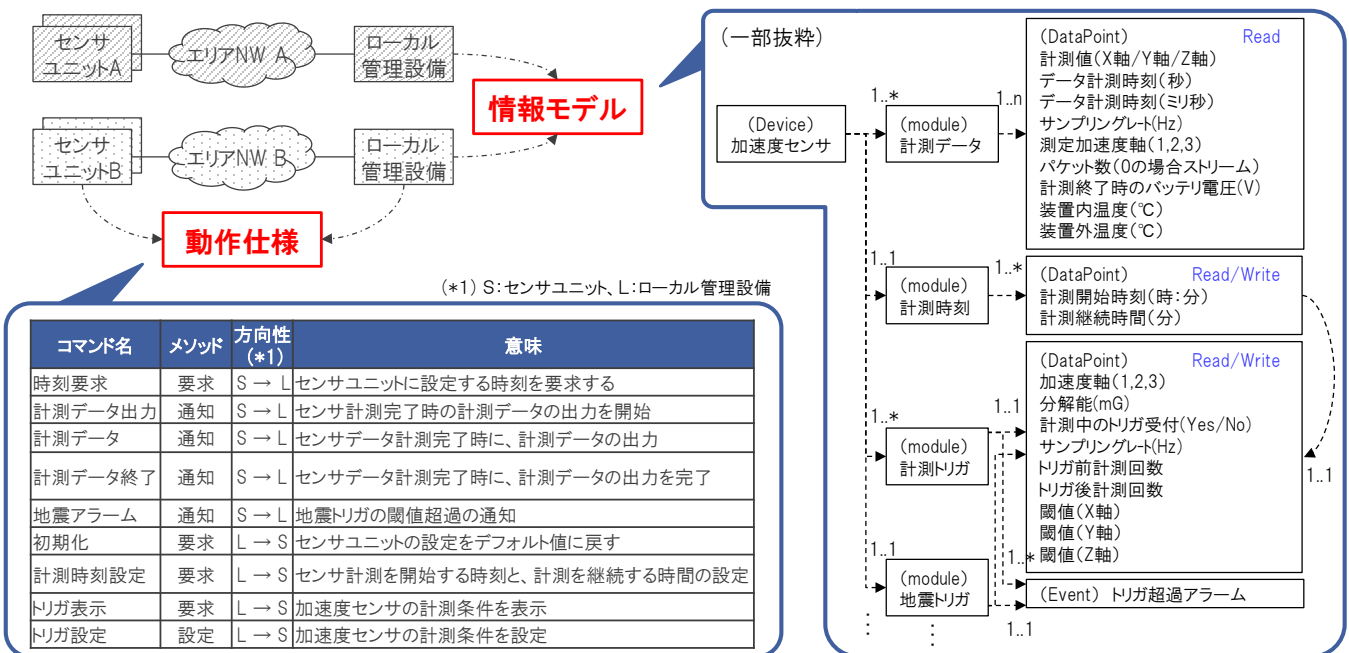 センサ
ユニットA
エリアNW A
ローカル
管理設備
情報モデル
センサ
ユニットB
エリアNW B
ローカル
管理設備
動作仕様
(*1) S:センサユニット、L:ローカル管理設備
コマンド名 メソッド 方向性(*1) 意味
時刻要求 要求 S → L センサユニットに設定する時刻を要求する
計測データ出力 通知 S → L センサ計測完了時の計測データの出力を開始
計測データ 通知 S → L センサデータ計測完了時に、計測データの出力
計測データ終了 通知 S → L センサデータ計測完了時に、計測データの出力を完了
地震アラーム 通知 S → L 地震トリガの閾値超過の通知
初期化 要求 L → S センサユニットの設定をデフォルト値に戻す
計測時刻設定 要求 L → S センサ計測を開始する時刻と、計測を継続する時間の設定
トリガ表示 要求 L → S 加速度センサの計測条件を表示
トリガ設定 設定 L → S 加速度センサの計測条件を設定
(一部抜粋)
(Device)
加速度センサ
1..*
(module)
計測データ
1..n
(DataPoint) Read
計測値(X軸/Y軸/Z軸)
データ計測時刻(秒)
データ計測時刻(ミリ秒)
サンプリングレート(Hz)
測定加速度軸(1,2,3)
パケット数(0の場合ストリーム)
計測終了時のバッテリ電圧(V)
装置内温度(℃)
装置外温度(℃)
1..1
(module)
計測時刻
1..*
(DataPoint) Read/Write
計測開始時刻(時:分)
計測継続時間(分)
1..*
(module)
計測トリガ
1..1
(DataPoint) Read/Write
加速度軸(1,2,3)
分解能(mG)
計測中のトリガ受付(Yes/No)
サンプリングレート(Hz)
トリガ前計測回数
トリガ後計測回数
閾値(X軸)
閾値(Y軸)
閾値(Z軸)
1..1
1..1
(module)
地震トリガ
1..*
(Event) トリガ超過アラーム
1..1